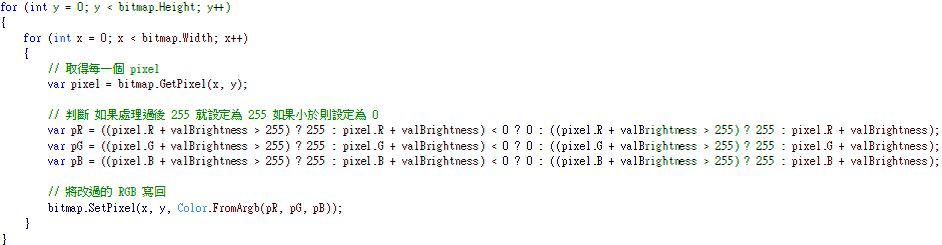 for (int y = 0; y < bitmap.Height; y++)
{
for (int x = 0; x < bitmap.Width; x++)
{
// 取得每一個 pixel
var pixel = bitmap.GetPixel(x, y);
// 判斷 如果處理過後 255 就設定為 255 如果小於則設定為 0
var pR = ((pixel.R + valBrightness > 255) ? 255 : pixel.R + valBrightness) < 0 ? 0 : ((pixel.R + valBrightness > 255) ? 255 : pixel.R + valBrightness);
var pG = ((pixel.G + valBrightness > 255) ? 255 : pixel.G + valBrightness) < 0 ? 0 : ((pixel.G + valBrightness > 255) ? 255 : pixel.G + valBrightness);
var pB = ((pixel.B + valBrightness > 255) ? 255 : pixel.B + valBrightness) < 0 ? 0 : ((pixel.B + valBrightness > 255) ? 255 : pixel.B + valBrightness);
// 將改過的 RGB 寫回
bitmap.SetPixel(x, y, Color.FromArgb(pR, pG, pB));
}
}